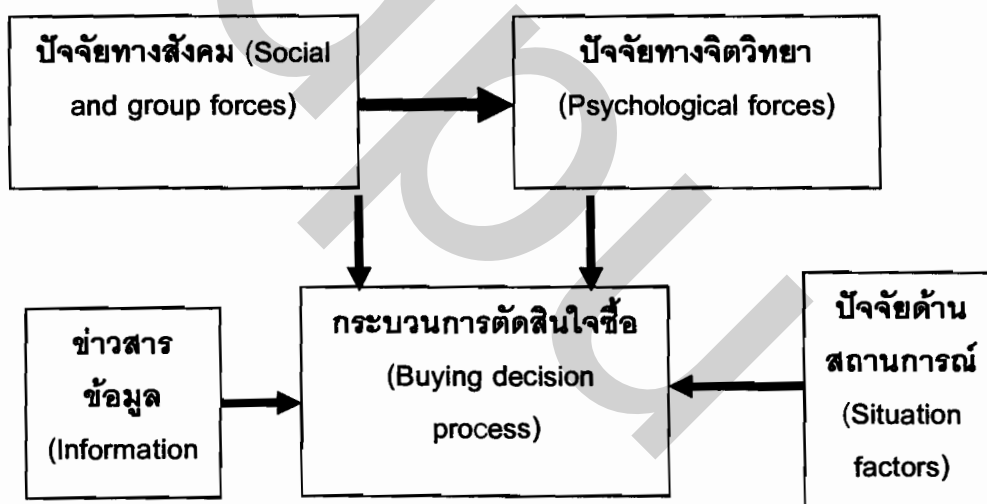 ปัจจัยทางสังคม (Social
and group forces)
ปัจจัยทางจิตวิทยา
(Psychological forces)
กระบวนการตัดสินใจซื้อ
(Buying decision
process)
ข่าวสาร
ข้อมูล
(Information
ปัจจัยด้าน
สถานการณ์
(Situation
factors)